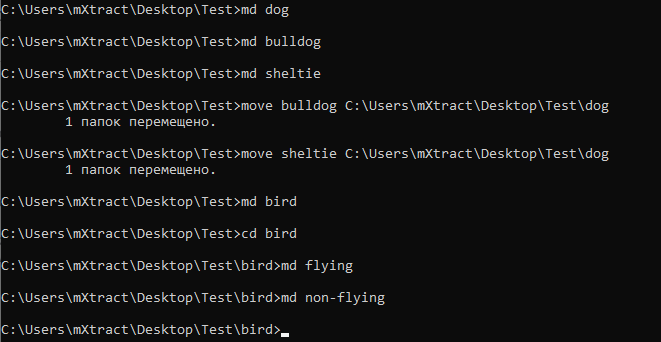 C:\Users\mXtract\Desktop\Test>md dog
C:\Users\mXtract\Desktop\Test>md bulldog
C:\Users\mXtract\Desktop\Test>md sheltie
C:\Users\mXtract\Desktop\Test>move bulldog C:\Users\mXtract\Desktop\Test\dog
1 папок перемещено.
C:\Users\mXtract\Desktop\Test>move sheltie C:\Users\mXtract\Desktop\Test\dog
1 папок перемещено.
C:\Users\mXtract\Desktop\Test>md bird
C:\Users\mXtract\Desktop\Test>cd bird
C:\Users\mXtract\Desktop\Test\bird>md flying
C:\Users\mXtract\Desktop\Test\bird>md non-flying
C:\Users\mXtract\Desktop\Test\bird>